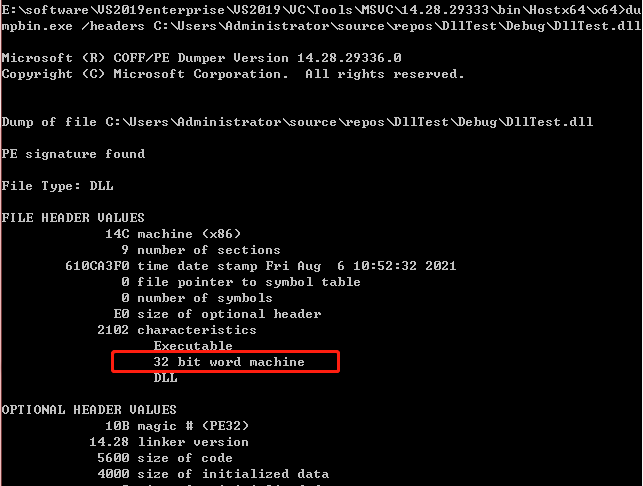 E:\software\VS2019enterprise\VS2019\VC\Tools\MSVC\14.28.29333\bin\Hostx64\x64>du
mpbin.exe /headers C:\Users\Administrator\source\repos\DllTest\Debug\DllTest.dll
Microsoft (R) COFF/PE Dumper Version 14.28.29336.0
Copyright (C) Microsoft Corporation.  All rights reserved.
Dump of file C:\Users\Administrator\source\repos\DllTest\Debug\DllTest.dll
PE signature found
File Type: DLL
FILE HEADER VALUES
14C machine (x86)
9 number of sections
610CA3F0 time date stamp Fri Aug  6 10:52:32 2021
0 file pointer to symbol table
0 number of symbols
E0 size of optional header
2102 characteristics
Executable
32 bit word machine
DLL
OPTIONAL HEADER VALUES
10B magic # (PE32)
14.28 linker version
5600 size of code
4000 size of initialized data